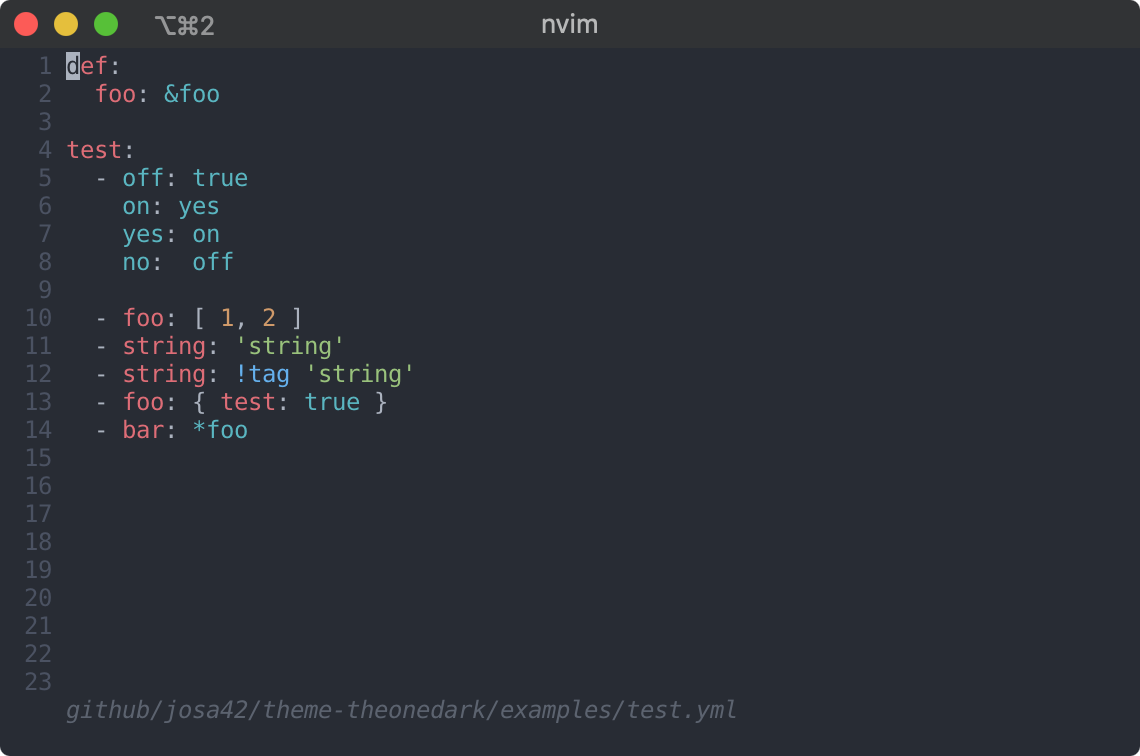 ⌥⌘2 nvim
1 def:
2   foo: &foo
3
4 test:
5   - off: true
6     on: yes
7     yes: on
8     no:  off
9
10   - foo: [ 1, 2 ]
11   - string: 'string'
12   - string: !tag 'string'
13   - foo: { test: true }
14   - bar: *foo
15
16
17
18
19
20
21
22
23
github/josa42/theme-theonedark/examples/test.yml